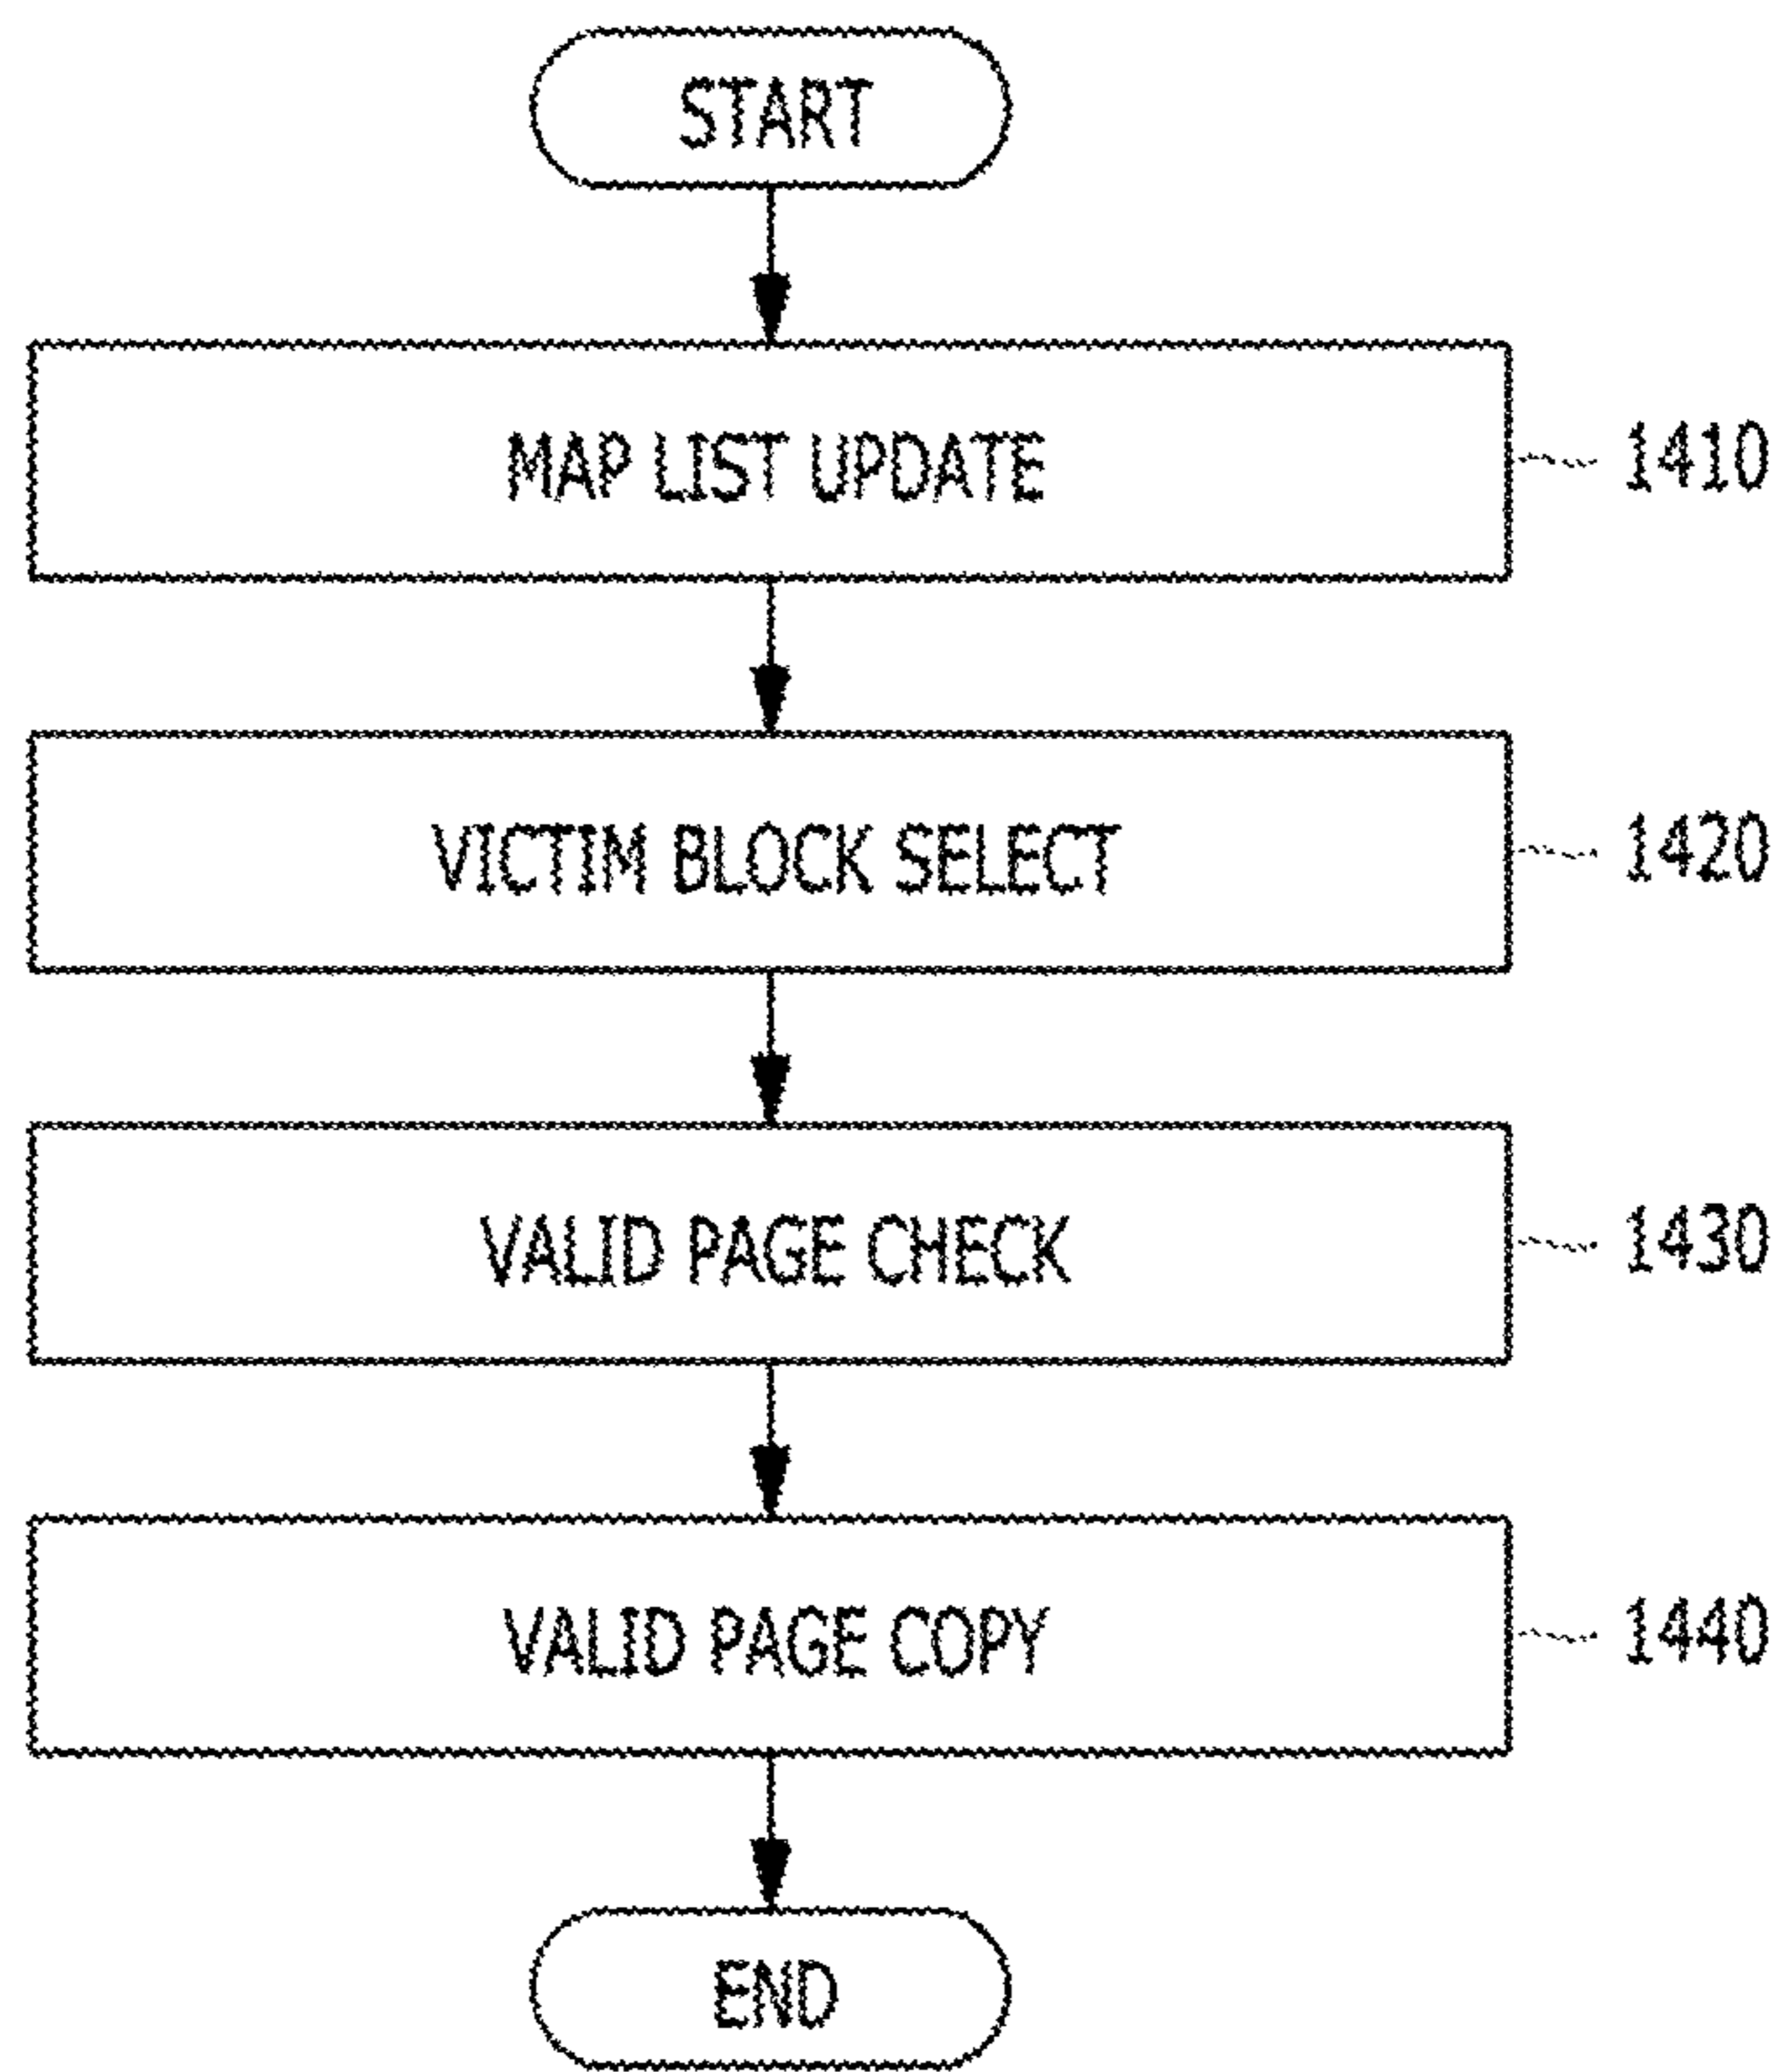 START
MAP LIST UPDATE
1410
VICTIM BLOCK SELECT
1420
VALID PAGE CHECK
1430
VALID PAGE COPY
1440
END